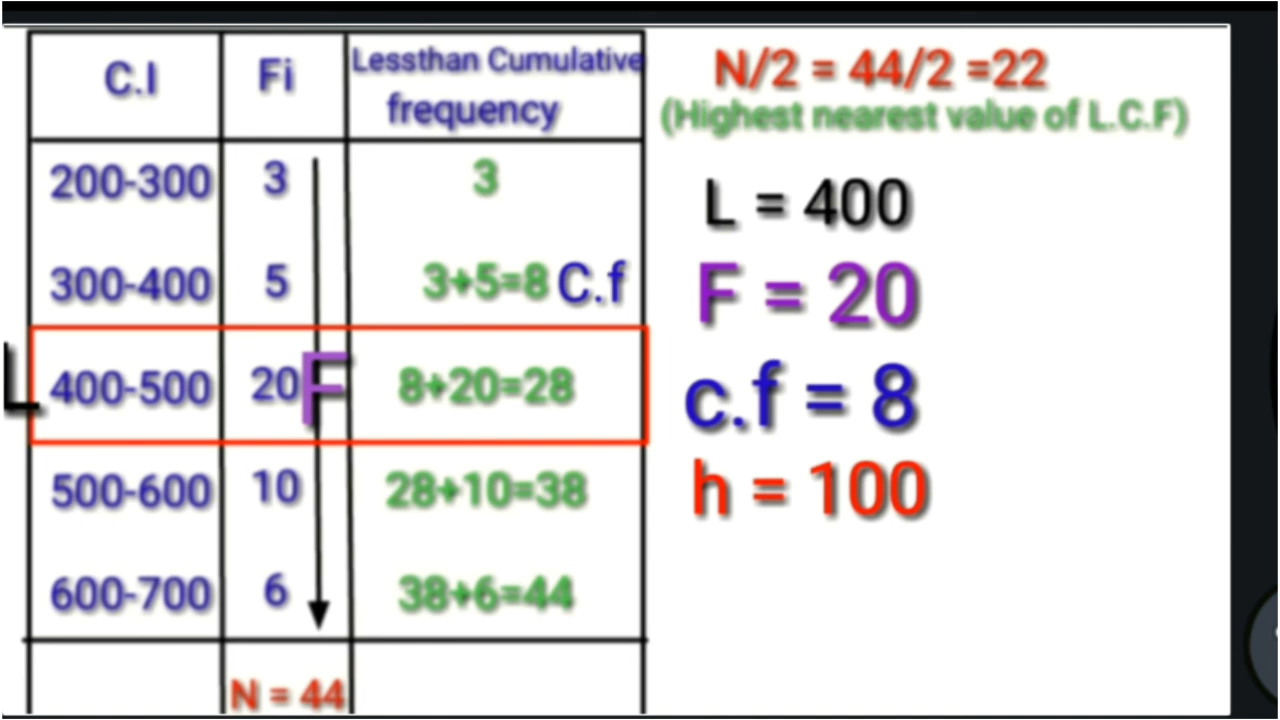 C.I Fi Lessthan Cumulative
frequency
200-300 3 3
300-400 5 3+5=8 C.f
L 400-500 20 F 8+20=28
500-600 10 28+10=38
600-700 6 38+6=44
N = 44
N/2 = 44/2 =22
(Highest nearest value of L.C.F)
L = 400
F = 20
c.f = 8
h = 100